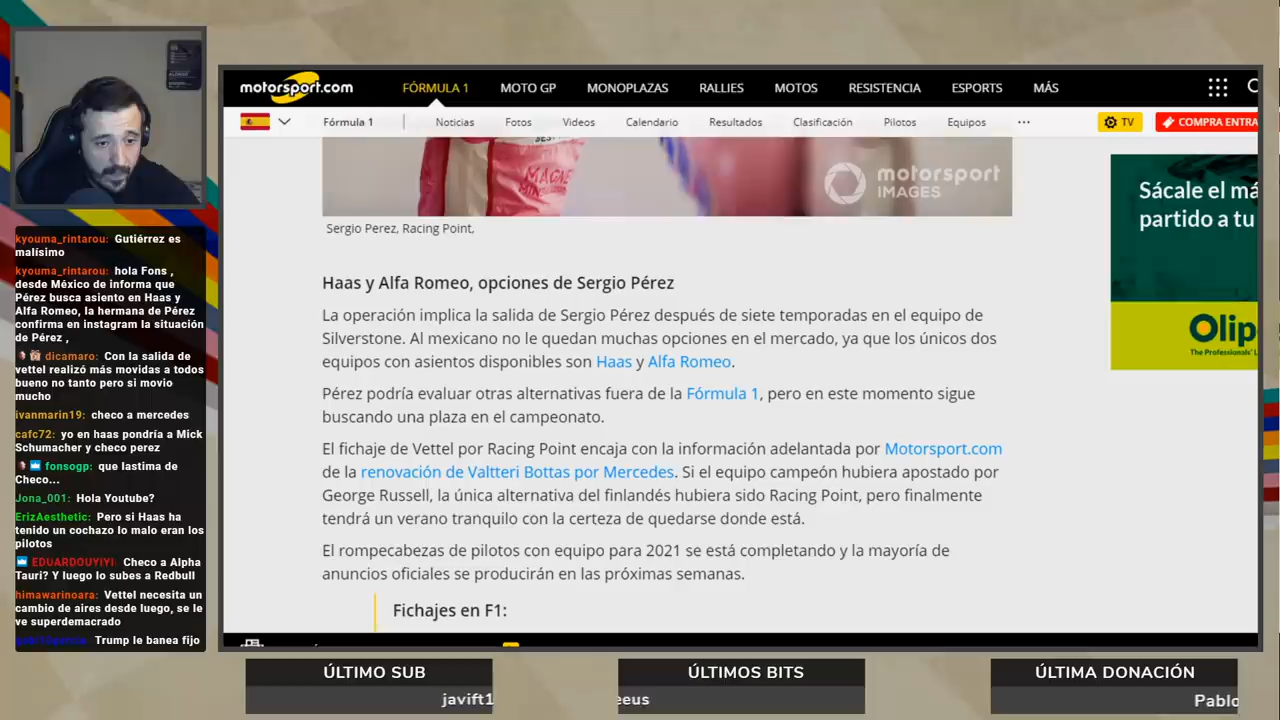 motorsport.com
FÓRMULA 1
MOTO GP
MONOPLAZAS
RALLIES
MOTOS
RESISTENCIA
ESPORTS
MÁS
Fórmula 1
Noticias
Fotos
Videos
Calendario
Resultados
Clasificación
Pilotos
Equipos
TV
COMPRA ENTRA
motorsport
IMAGES
Sergio Perez, Racing Point,
Haas y Alfa Romeo, opciones de Sergio Pérez
La operación implica la salida de Sergio Pérez después de siete temporadas en el equipo de
Silverstone. Al mexicano no le quedan muchas opciones en el mercado, ya que los únicos dos
equipos con asientos disponibles son Haas y Alfa Romeo.
Pérez podría evaluar otras alternativas fuera de la Fórmula 1, pero en este momento sigue
buscando una plaza en el campeonato.
El fichaje de Vettel por Racing Point encaja con la información adelantada por Motorsport.com
de la renovación de Valtteri Bottas por Mercedes. Si el equipo campeón hubiera apostado por
George Russell, la única alternativa del finlandés hubiera sido Racing Point, pero finalmente
tendrá un verano tranquilo con la certeza de quedarse donde está.
El rompecabezas de pilotos con equipo para 2021 se está completando y la mayoría de
anuncios oficiales se producirán en las próximas semanas.
Fichajes en F1:
Sácale el má
partido a tu
Olip
The Professionals' L
kyouma_rintarou: Gutiérrez es
malísimo
kyouma_rintarou: hola Fons ,
desde México de informa que
Pérez busca asiento en Haas y
Alfa Romeo, la hermana de Pérez
confirma en instagram la situación
de Pérez ,
dicamaro: Con la salida de
vettel realizó más movidas a todos
bueno no tanto pero si movio
mucho
ivanmarin19: checo a mercedes
cafc72: yo en haas pondría a Mick
Schumacher y checo perez
fonsogp: que lastima de
Checo...
Jona_001: Hola Youtube?
ErizAesthetic: Pero si Haas ha
tenido un cochazo lo malo eran los
pilotos
EDUARDOUYIYI: Checo a Alpha
Tauri? Y luego lo subes a Redbull
himawarinoara: Vettel necesita un
cambio de aires desde luego, se le
ve superdemacrado
Trump le banea fijo
ÚLTIMO SUB
javift1
ÚLTIMOS BITS
eeus
ÚLTIMA DONACIÓN
Pablo